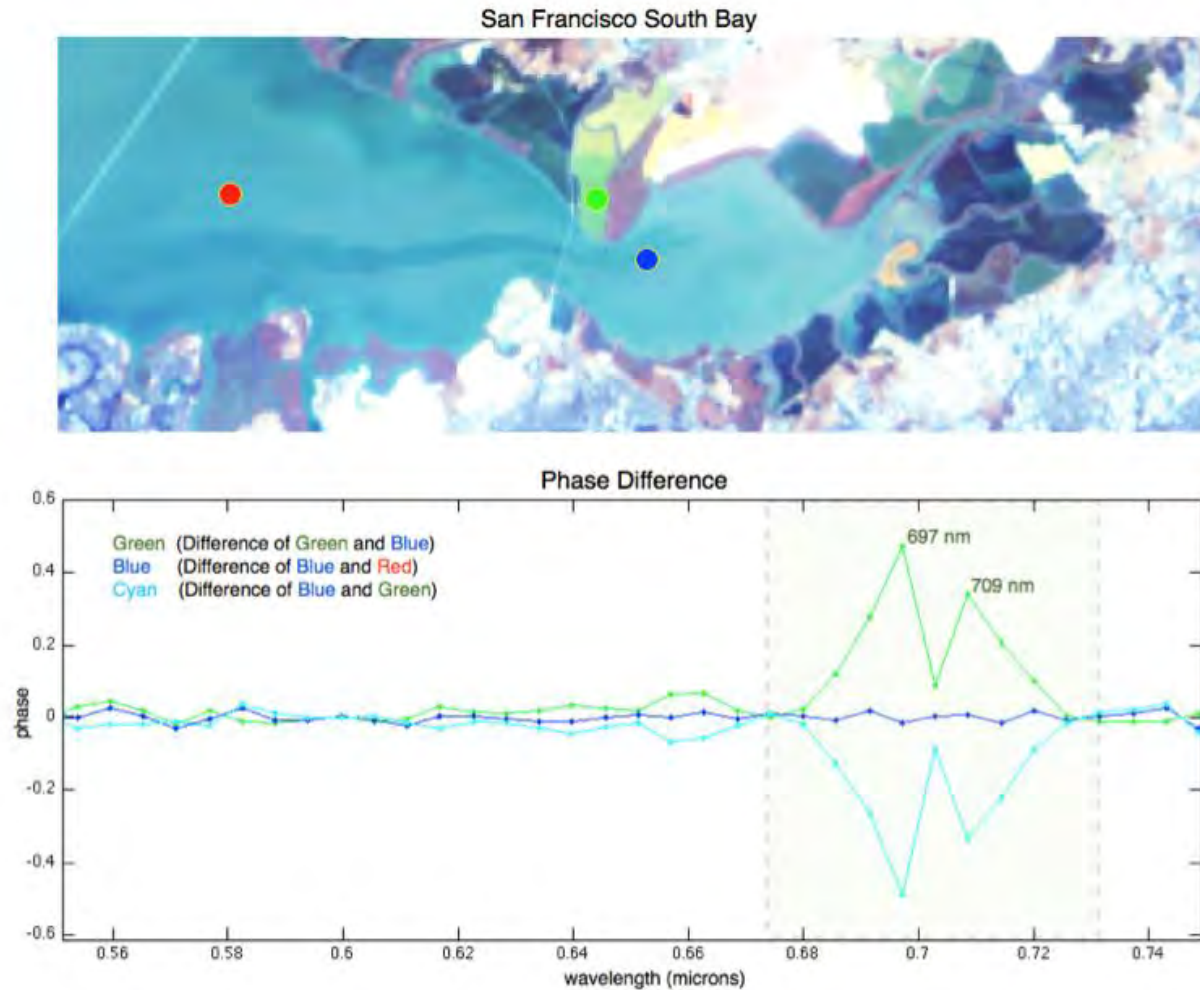 San Francisco South Bay
Phase Difference
0.6
0.4
0.2
0
-0.2
-0.4
-0.6
phase
Green (Difference of Green and Blue)
Blue (Difference of Blue and Red)
Cyan (Difference of Blue and Green)
697 nm
709 nm
0.56 0.58 0.6 0.62 0.64 0.66 0.68 0.7 0.72 0.74
wavelength (microns)